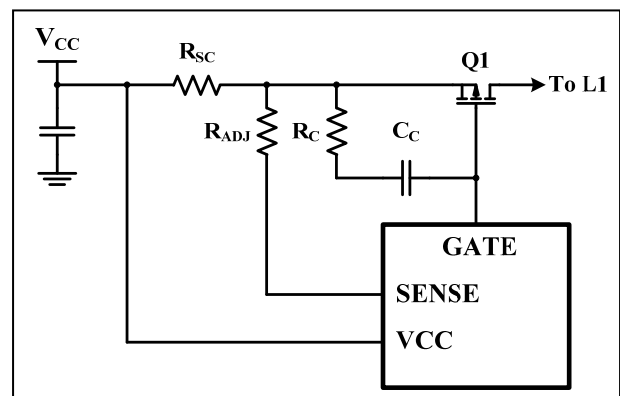 VCC
RSC
Q1
To L1
RADJ
RC
CC
GATE
SENSE
VCC